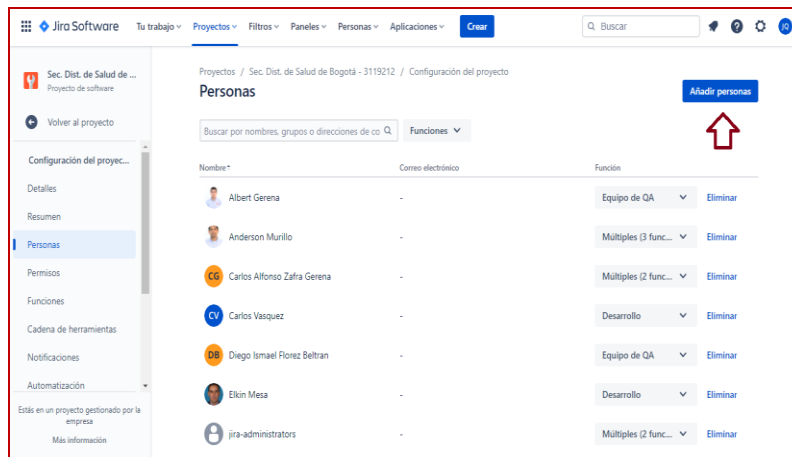 Jira Software Tu trabajo Proyectos Filtros Paneles Personas Aplicaciones Crear Buscar JQ
Sec. Dist. de Salud de ...
Proyecto de software
Volver al proyecto
Configuración del proyec...
Detalles
Resumen
Personas
Permisos
Funciones
Cadena de herramientas
Notificaciones
Automatización
Estás en un proyecto gestionado por la
empresa
Más información
Proyectos / Sec. Dist. de Salud de Bogotá - 3119212 / Configuración del proyecto
Personas Añadir personas
Buscar por nombres, grupos o direcciones de co Funciones
Nombre Correo electrónico Función
Albert Gerena - Equipo de QA Eliminar
Anderson Murillo - Múltiples (3 func... Eliminar
CG Carlos Alfonso Zafra Gerena - Múltiples (2 func... Eliminar
CV Carlos Vasquez - Desarrollo Eliminar
DB Diego Ismael Florez Beltran - Equipo de QA Eliminar
Elkin Mesa - Desarrollo Eliminar
jira-administrators - Múltiples (2 func... Eliminar